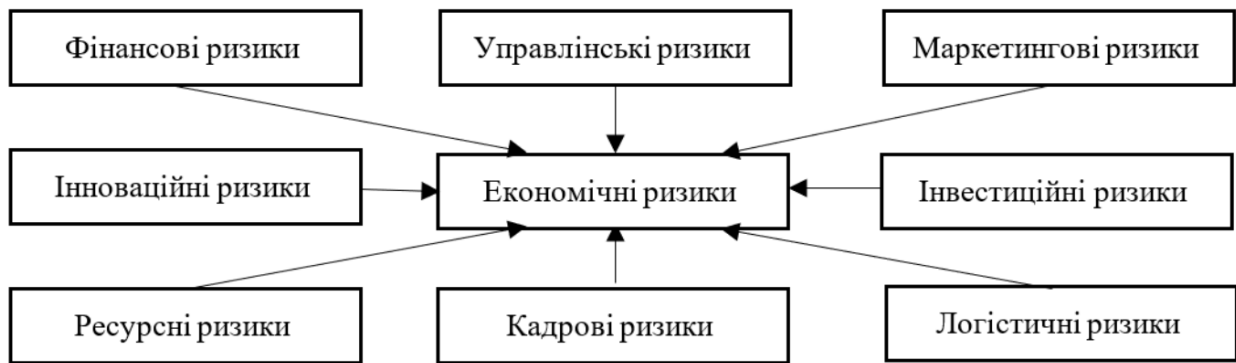 Фінансові ризики
Управлінські ризики
Маркетингові ризики
Інноваційні ризики
Економічні ризики
Інвестиційні ризики
Ресурсні ризики
Кадрові ризики
Логістичні ризики